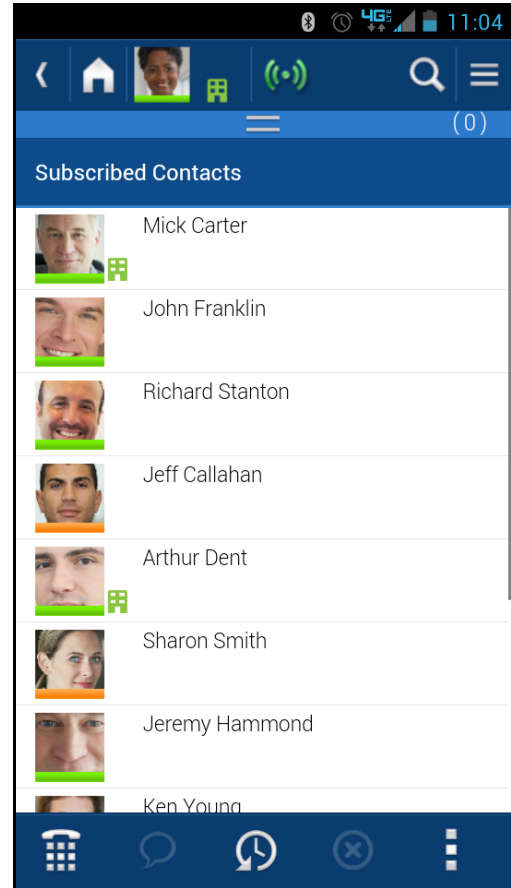 4G 11:04
(0)
Subscribed Contacts
Mick Carter
John Franklin
Richard Stanton
Jeff Callahan
Arthur Dent
Sharon Smith
Jeremy Hammond
Ken Young